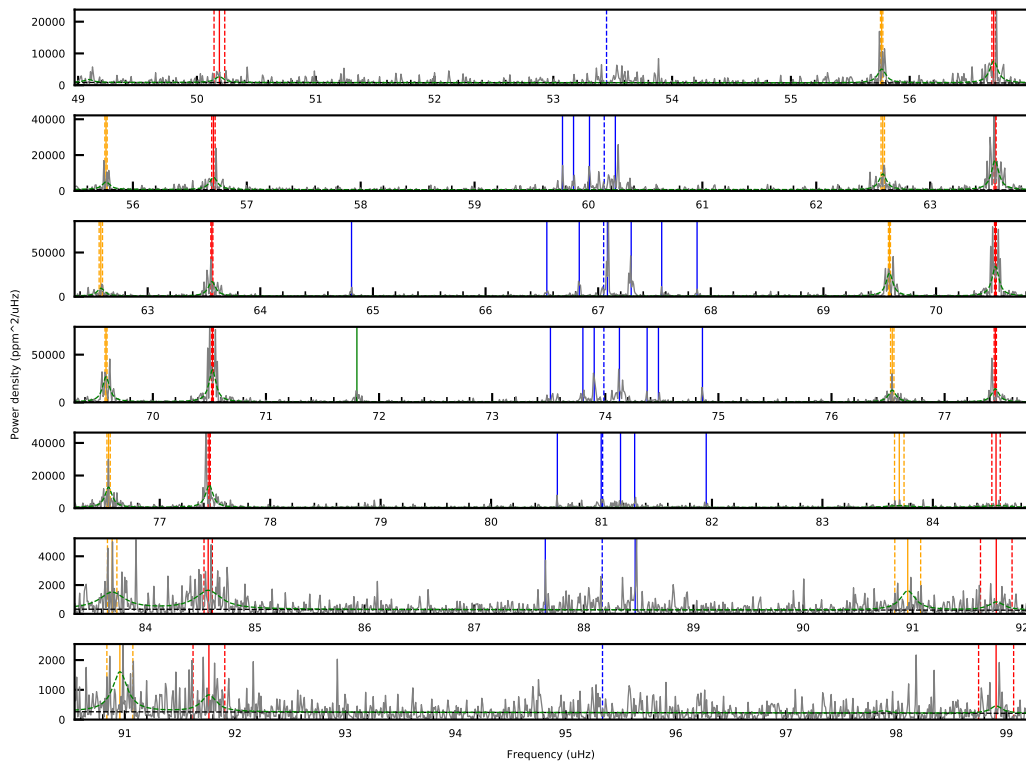 20000
10000
0
49 50 51 52 53 54 55 56
40000
20000
0
56 57 58 59 60 61 62 63
50000
0
63 64 65 66 67 68 69 70
Power density (ppm^2/uHz)
50000
0
70 71 72 73 74 75 76 77
40000
20000
0
77 78 79 80 81 82 83 84
4000
2000
0
84 85 86 87 88 89 90 91 92
2000
1000
0
91 92 93 94 95 96 97 98 99
Frequency (uHz)